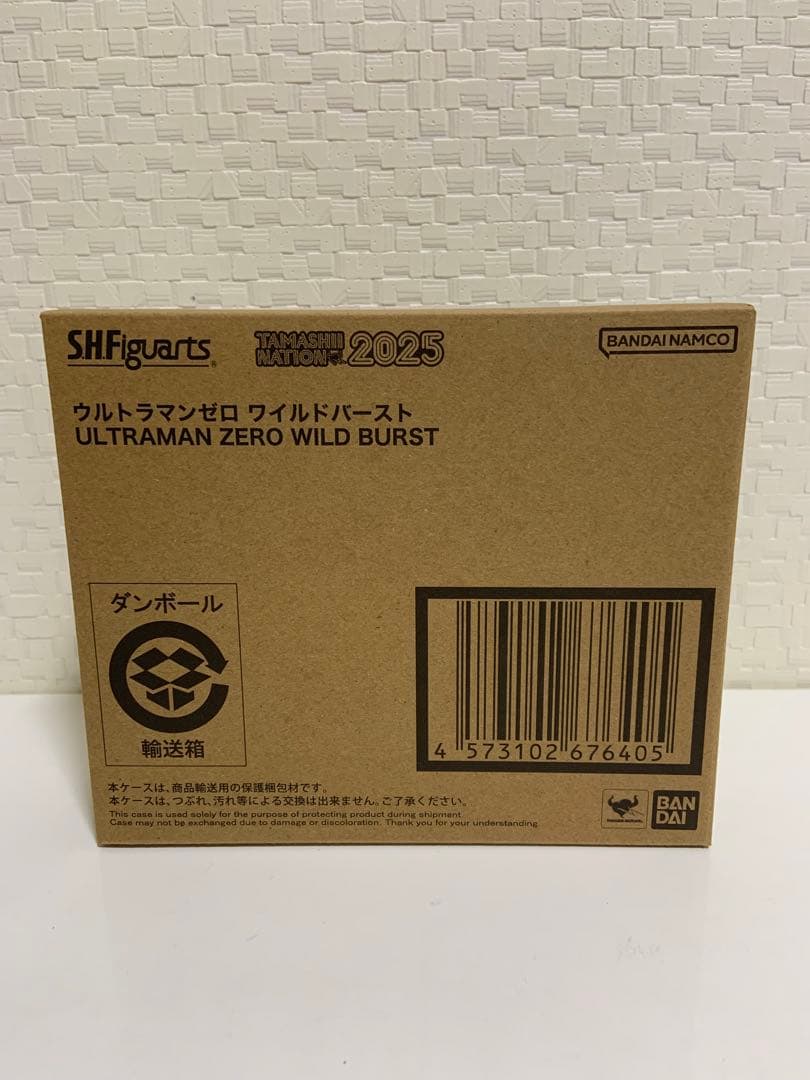 S.H.Figuarts
TAMASHII
NATION 2025
BANDAI NAMCO
ウルトラマンゼロ ワイルドバースト
ULTRAMAN ZERO WILD BURST
ダンボール
輸送箱
4 573102 676405
本ケースは、商品輸送用の保護梱包材です。
本ケースは、つぶれ、汚れ等による交換は出来ません。ご了承ください。
This case is used solely for the purpose of protecting product during shipment.
Case may not be exchanged due to damage or discoloration. Thank you for your understanding.
BAN
DAI